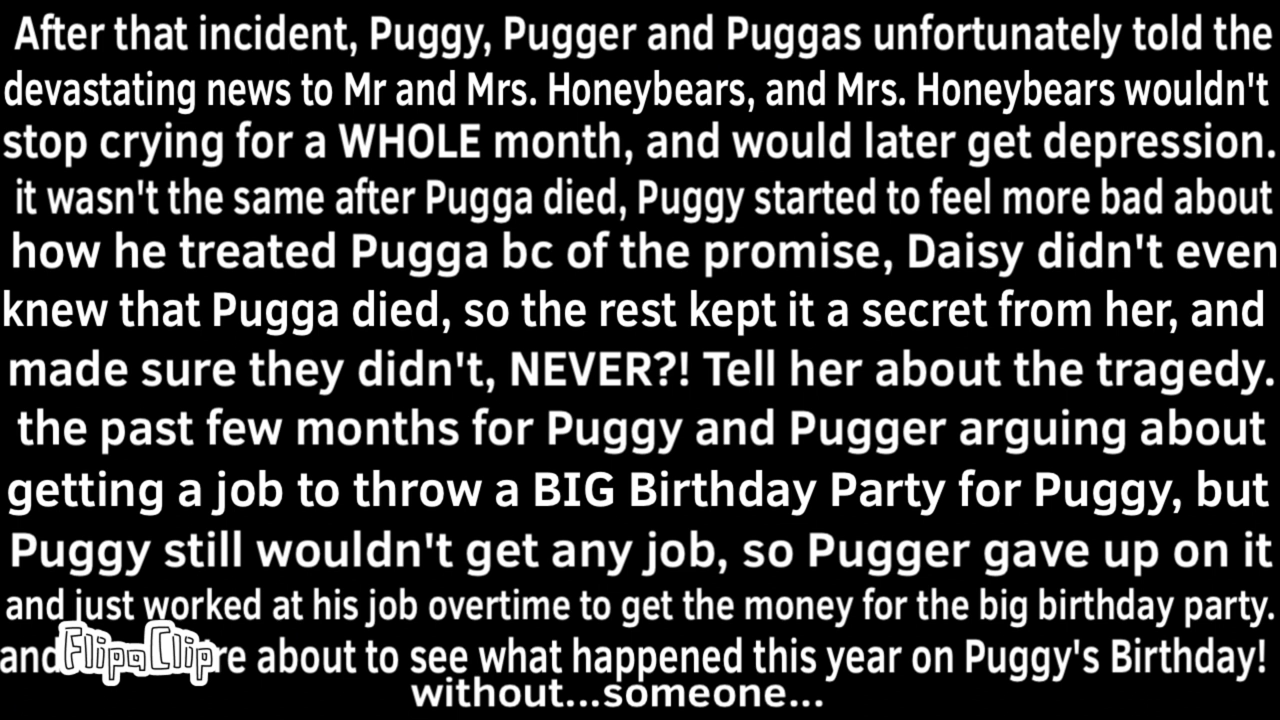 After that incident, Puggy, Pugger and Puggas unfortunately told the
devastating news to Mr and Mrs. Honeybears, and Mrs. Honeybears wouldn't
stop crying for a WHOLE month, and would later get depression.
it wasn't the same after Pugga died, Puggy started to feel more bad about
how he treated Pugga bc of the promise, Daisy didn't even
knew that Pugga died, so the rest kept it a secret from her, and
made sure they didn't, NEVER?! Tell her about the tragedy.
the past few months for Puggy and Pugger arguing about
getting a job to throw a BIG Birthday Party for Puggy, but
Puggy still wouldn't get any job, so Pugger gave up on it
and just worked at his job overtime to get the money for the big birthday party.
and FlipaClip re about to see what happened this year on Puggy's Birthday!
without...someone...